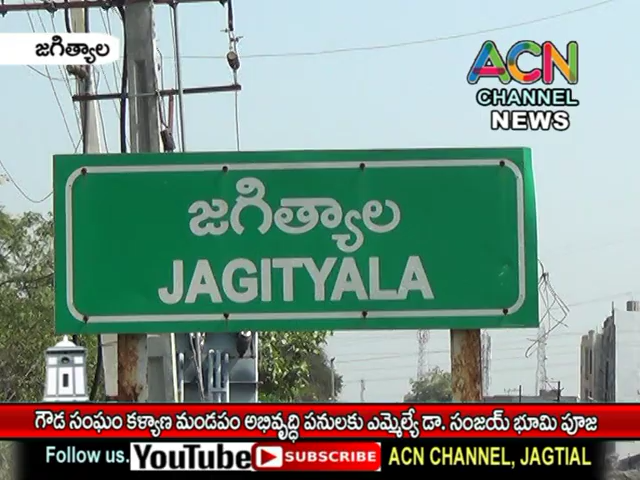 జగిత్యాల
ACN
CHANNEL
NEWS
జగిత్యాల
JAGITYALA
గౌడ సంఘం కళ్యాణ మండపం అభివృద్ధి పనులకు ఎమ్మెల్యే డా. సంజయ్ భూమి పూజ
Follow us. YouTube SUBSCRIBE ACN CHANNEL, JAGTIAL